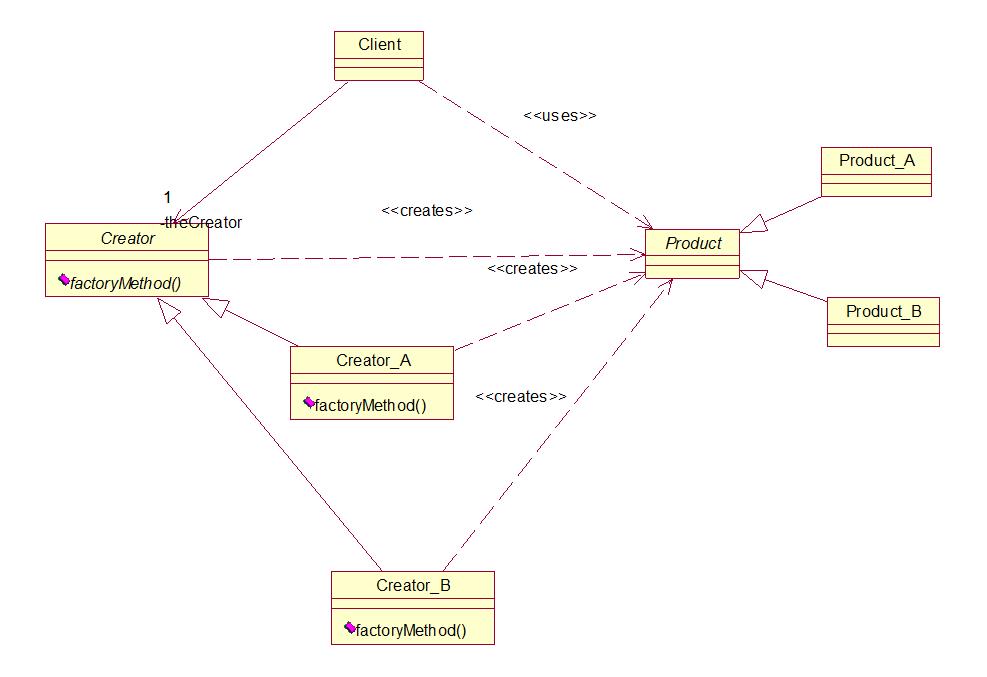 Client
<<uses>>
Product_A
1
-theCreator
<<creates>>
Creator
Product
factoryMethod()
<<creates>>
Product_B
Creator_A
factoryMethod()
<<creates>>
Creator_B
factoryMethod()